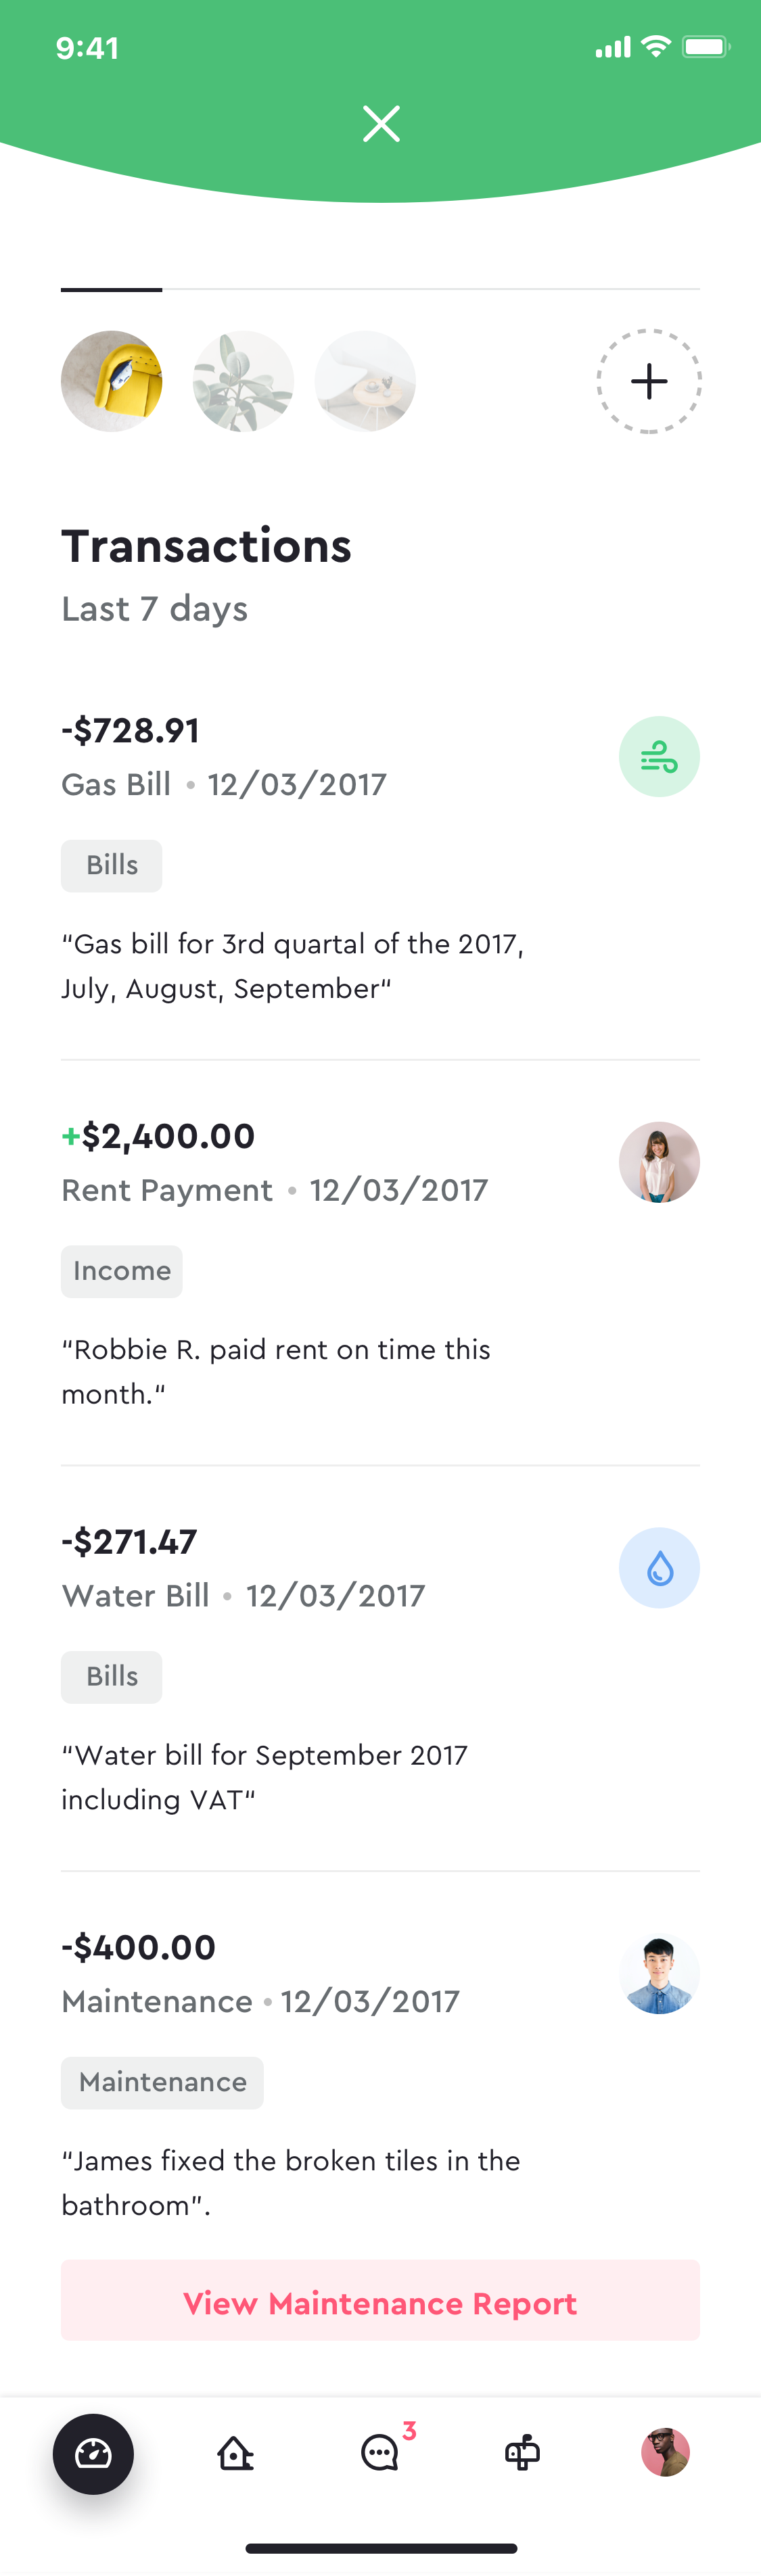 9:41
Transactions
Last 7 days
-$728.91
Gas Bill • 12/03/2017
Bills
“Gas bill for 3rd quartal of the 2017,
July, August, September“
+$2,400.00
Rent Payment • 12/03/2017
Income
“Robbie R. paid rent on time this
month.“
-$271.47
Water Bill • 12/03/2017
Bills
“Water bill for September 2017
including VAT“
-$400.00
Maintenance • 12/03/2017
Maintenance
“James fixed the broken tiles in the
bathroom”.
View Maintenance Report
3